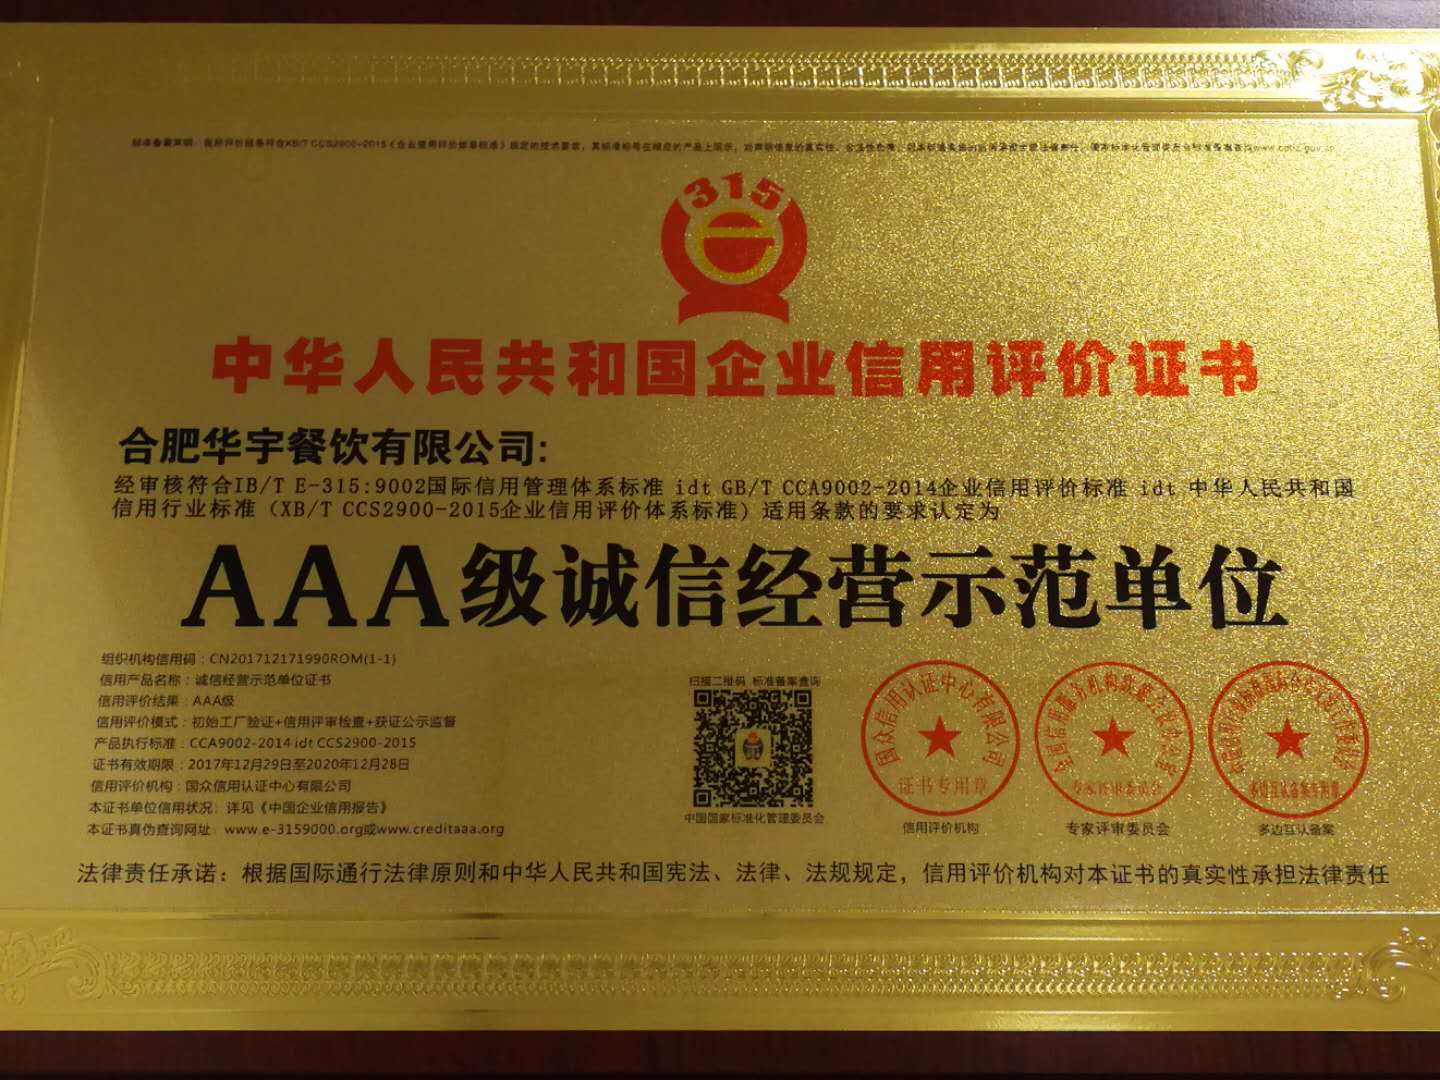 315
中华人民共和国企业信用评价证书
合肥华宇餐饮有限公司:
经审核符合IB/T E-315:9002国际信用管理体系标准 idt GB/T CCA9002-2014企业信用评价标准 idt 中华人民共和国
信用行业标准（XB/T CCS2900-2015企业信用评价体系标准）适用条款的要求认定为
AAA级诚信经营示范单位
组织机构信用码：CN201712171990ROM(1-1)
信用产品名称：诚信经营示范单位证书
信用评价结果：AAA级
信用评价模式：初始工厂验证+信用评审检查+获证公示监督
产品执行标准：CCA9002-2014 idt CCS2900-2015
证书有效期限：2017年12月29日至2020年12月28日
信用评价机构：国众信用认证中心有限公司
本证书单位信用状况：详见《中国企业信用报告》
本证书真伪查询网址：www.e-3159000.org或www.creditaaa.org
扫描二维码 标准备案查询
中国国家标准化管理委员会
国众信用认证中心有限公司
证书专用章
信用评价机构
专家评审委员会
专家评审委员会
多边互认备案
法律责任承诺：根据国际通行法律原则和中华人民共和国宪法、法律、法规规定，信用评价机构对本证书的真实性承担法律责任